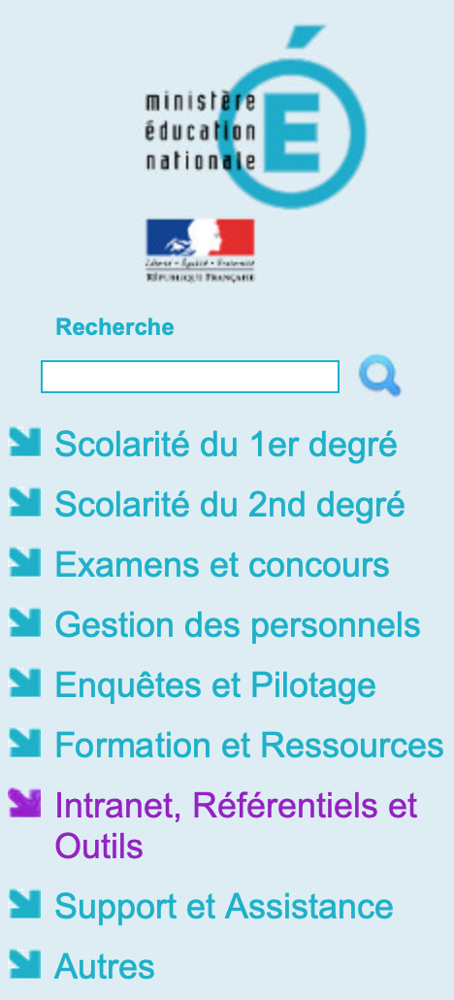 ministère
éducation
nationale
É
Liberté • Égalité • Fraternité
RÉPUBLIQUE FRANÇAISE
Recherche
Scolarité du 1er degré
Scolarité du 2nd degré
Examens et concours
Gestion des personnels
Enquêtes et Pilotage
Formation et Ressources
Intranet, Référentiels et
Outils
Support et Assistance
Autres